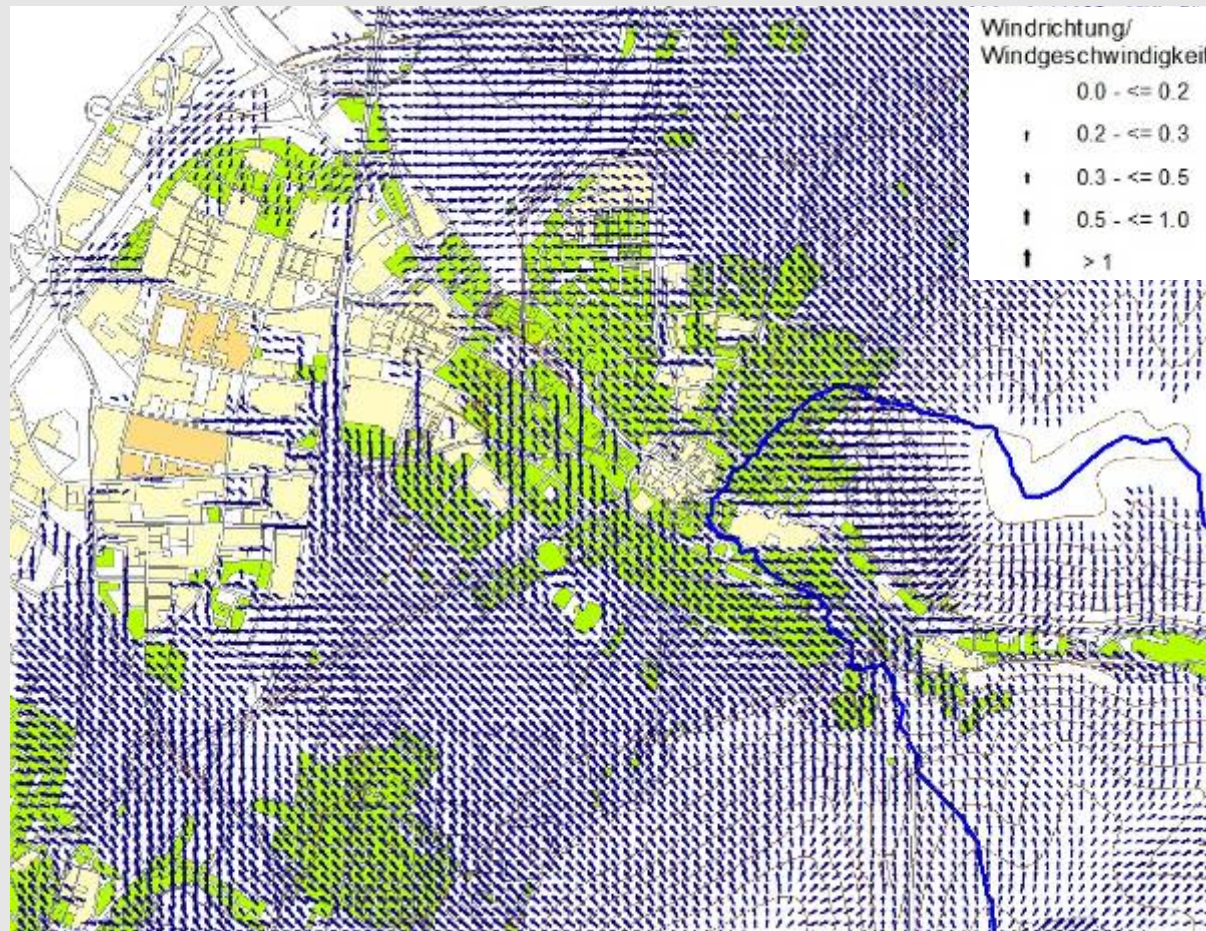 Windrichtung/
Windgeschwindigkeit
0.0 - <= 0.2
0.2 - <= 0.3
0.3 - <= 0.5
0.5 - <= 1.0
> 1